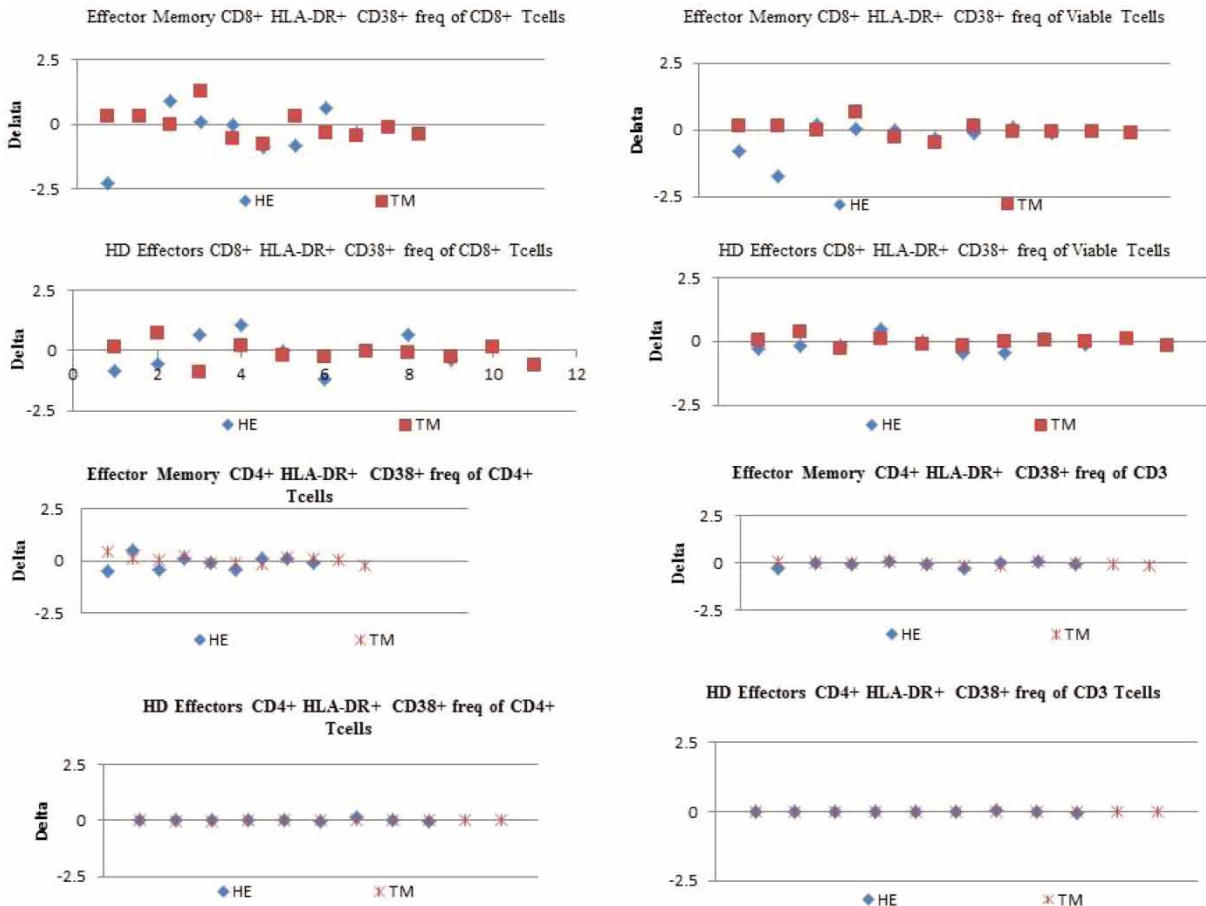 Effector Memory CD8+ HLA-DR+ CD38+ freq of CD8+ Tcells
2.5
0
-2.5
Delata
HE
TM
Effector Memory CD8+ HLA-DR+ CD38+ freq of Viable Tcells
2.5
0
-2.5
Delata
HE
TM
HD Effectors CD8+ HLA-DR+ CD38+ freq of CD8+ Tcells
2.5
0
-2.5
Delta
0 2 4 6 8 10 12
HE
TM
HD Effectors CD8+ HLA-DR+ CD38+ freq of Viable Tcells
2.5
0
-2.5
Delta
HE
TM
Effector Memory CD4+ HLA-DR+ CD38+ freq of CD4+
Tcells
2.5
0
-2.5
Delta
HE
TM
Effector Memory CD4+ HLA-DR+ CD38+ freq of CD3
2.5
0
-2.5
Delta
HE
TM
HD Effectors CD4+ HLA-DR+ CD38+ freq of CD4+
Tcells
2.5
0
-2.5
Delta
HE
TM
HD Effectors CD4+ HLA-DR+ CD38+ freq of CD3 Tcells
2.5
0
-2.5
Delta
HE
TM